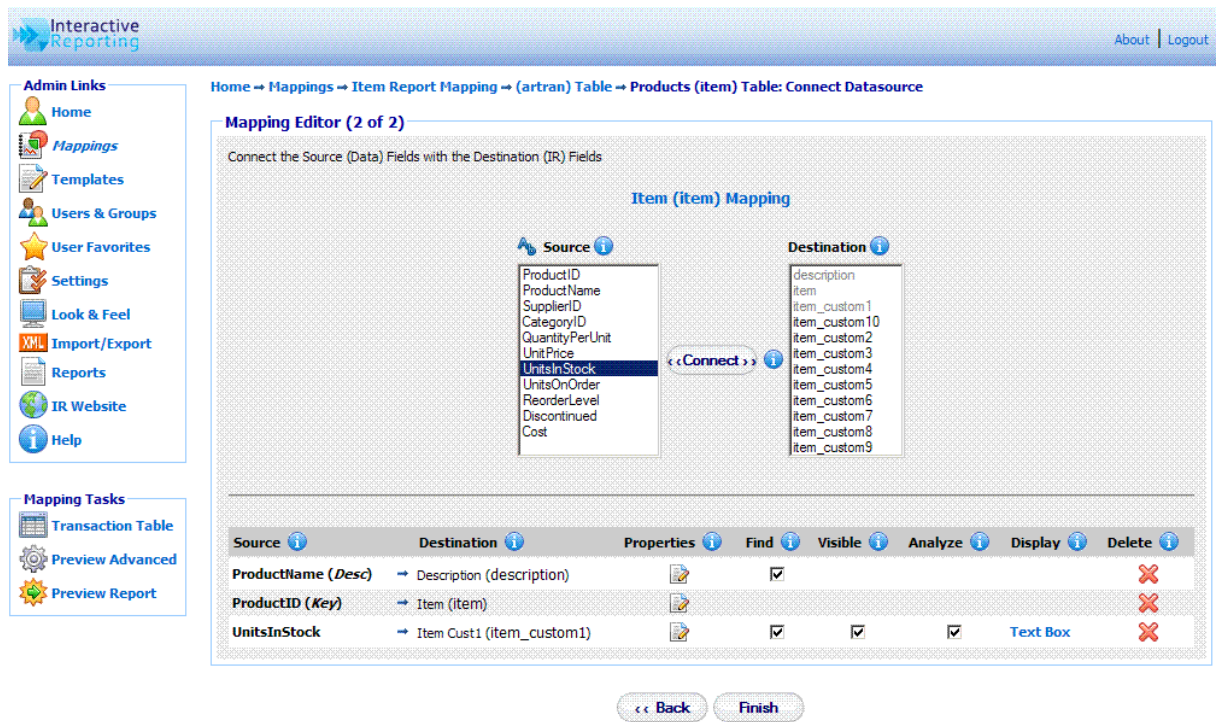 Interactive
Reporting
About | Logout
Admin Links
Home
Mappings
Templates
Users & Groups
User Favorites
Settings
Look & Feel
XML Import/Export
Reports
IR Website
Help
Mapping Tasks
Transaction Table
Preview Advanced
Preview Report
Home → Mappings → Item Report Mapping → (artran) Table → Products (item) Table: Connect Datasource
Mapping Editor (2 of 2)
Connect the Source (Data) Fields with the Destination (IR) Fields
Item (item) Mapping
Source
ProductID
ProductName
SupplierID
CategoryID
QuantityPerUnit
UnitPrice
UnitsInStock
UnitsOnOrder
ReorderLevel
Discontinued
Cost
‹‹Connect››
Destination
description
item
item_custom1
item_custom10
item_custom2
item_custom3
item_custom4
item_custom5
item_custom6
item_custom7
item_custom8
item_custom9
Source Destination Properties Find Visible Analyze Display Delete
ProductName (Desc) → Description (description)
ProductID (Key) → Item (item)
UnitsInStock → Item Cust1 (item_custom1) Text Box
‹‹ Back Finish